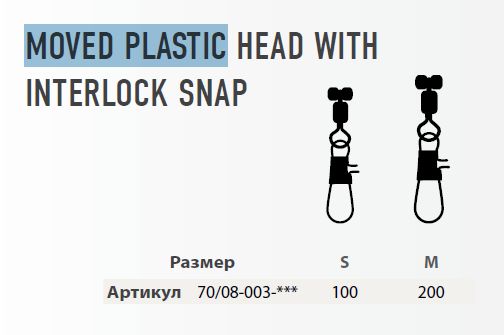 MOVED PLASTIC HEAD WITH
INTERLOCK SNAP
Размер S M
Артикул 70/08-003-*** 100 200